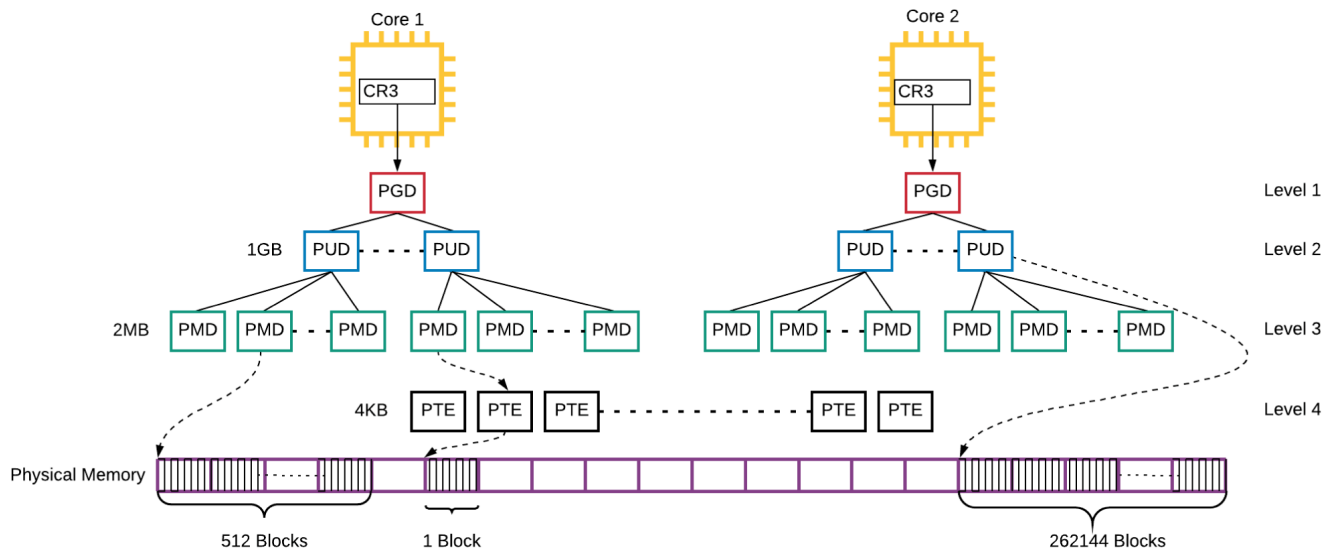 Core 1 Core 2
CR3 CR3
PGD PGD Level 1
1GB PUD PUD PUD PUD Level 2
2MB PMD PMD PMD PMD PMD PMD PMD PMD PMD PMD PMD PMD Level 3
4KB PTE PTE PTE PTE PTE Level 4
Physical Memory
512 Blocks 1 Block 262144 Blocks